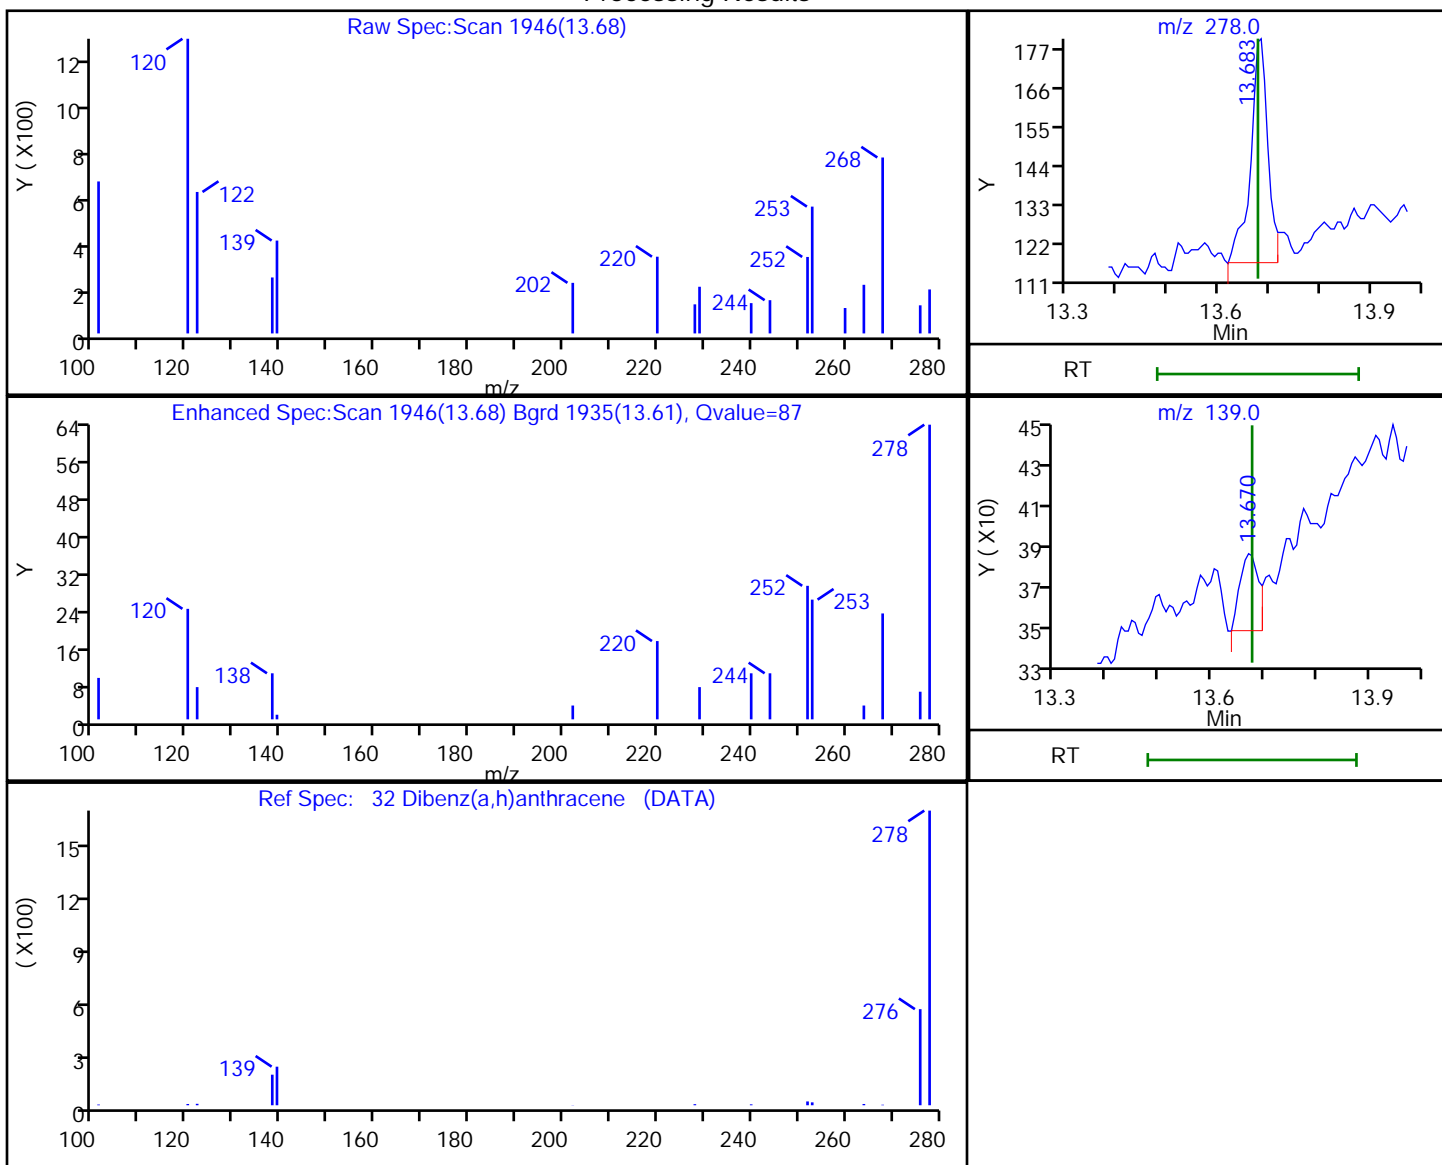 Processing Results
Raw Spec:Scan 1946(13.68)
Y ( X100)
12
10
8
6
4
2
0
120
122
139
202
220
244
252
253
268
100 120 140 160 180 200 220 240 260 280
m/z
m/z 278.0
Y
177
166
155
144
133
122
111
13.683
13.3 13.6 13.9
Min
RT
Enhanced Spec:Scan 1946(13.68) Bgrd 1935(13.61), Qvalue=87
Y
64
56
48
40
32
24
16
8
0
120
138
220
244
252
253
278
100 120 140 160 180 200 220 240 260 280
m/z
m/z 139.0
Y ( X10)
45
43
41
39
37
35
33
13.670
13.3 13.6 13.9
Min
RT
Ref Spec: 32 Dibenz(a,h)anthracene (DATA)
( X100)
15
12
9
6
3
0
139
276
278
100 120 140 160 180 200 220 240 260 280